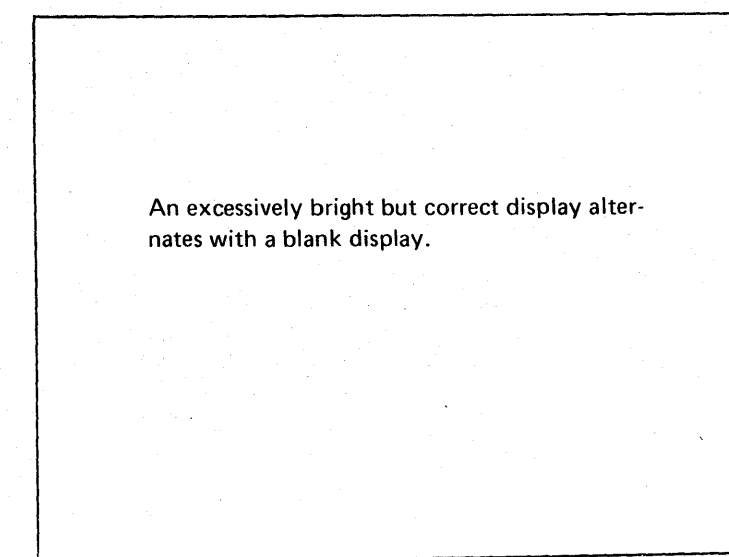 An excessively bright but correct display alter-
nates with a blank display.